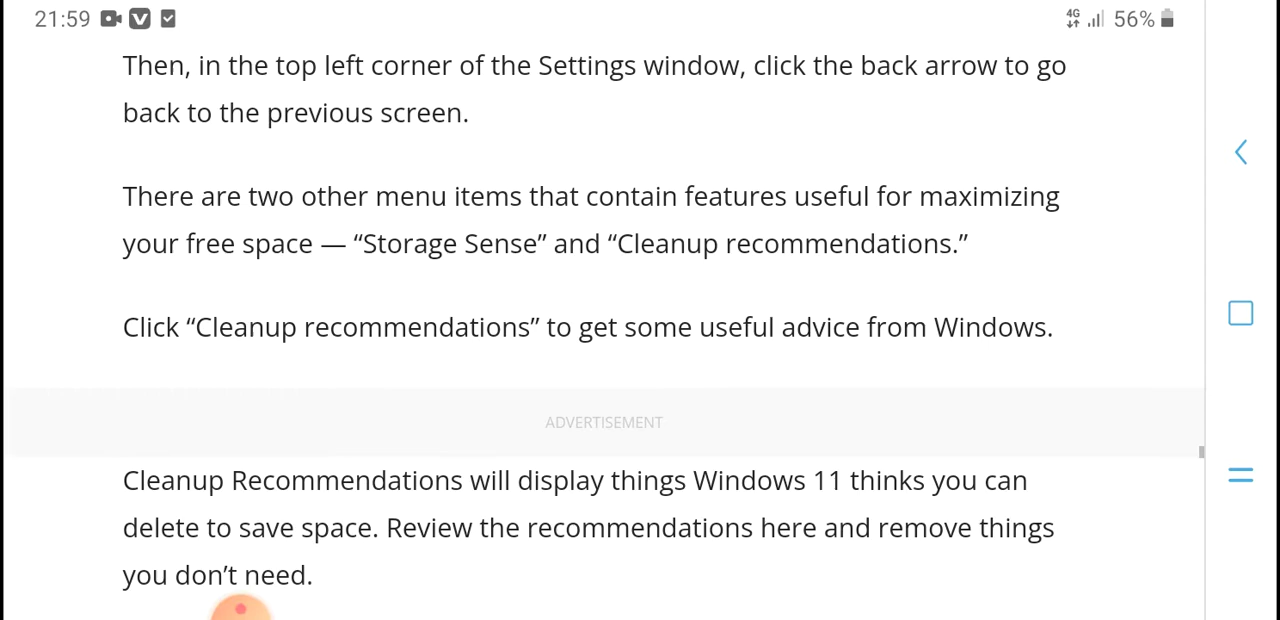 21:59 V 4G 56%
Then, in the top left corner of the Settings window, click the back arrow to go
back to the previous screen.
There are two other menu items that contain features useful for maximizing
your free space — “Storage Sense” and “Cleanup recommendations.”
Click “Cleanup recommendations” to get some useful advice from Windows.
ADVERTISEMENT
Cleanup Recommendations will display things Windows 11 thinks you can
delete to save space. Review the recommendations here and remove things
you don’t need.